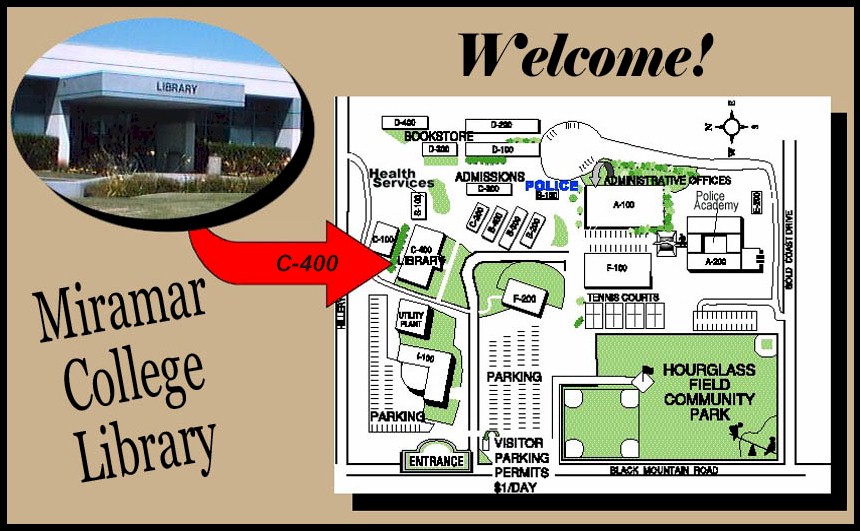 Welcome!
LIBRARY
D-400
D-200
BOOKSTORE
D-300
D-100
Health
Services
ADMISSIONS
POLICE
ADMINISTRATIVE OFFICES
Police
Academy
A-100
C-100
C-400
LIBRARY
C-200
B-200
A-200
F-100
C-400
F-200
TENNIS COURTS
UTILITY
PLANT
I-100
GOLD COAST DRIVE
Miramar
College
Library
PARKING
PARKING
HOURGLASS
FIELD
COMMUNITY
PARK
ENTRANCE
VISITOR
PARKING
PERMITS
$1/DAY
BLACK MOUNTAIN ROAD